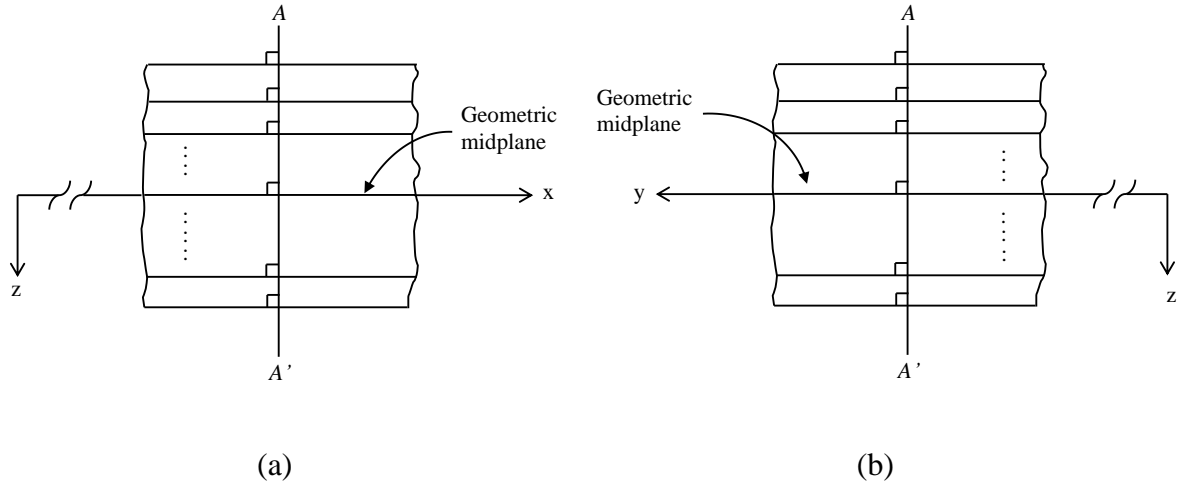 A
Geometric
midplane
x
z
A’
(a)
A
Geometric
midplane
y
z
A’
(b)